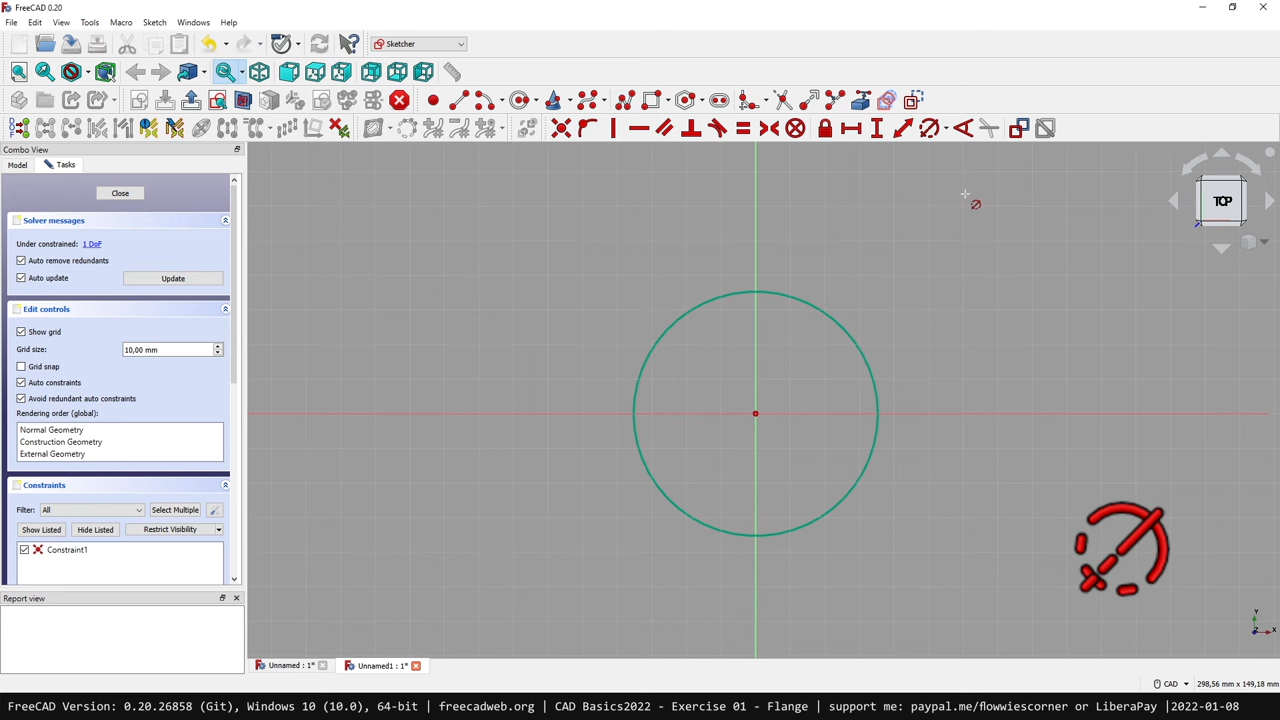 FreeCAD 0.20
File Edit View Tools Macro Sketch Windows Help
Sketcher
Combo View
Model Tasks
Close
Solver messages
Under constrained: 1 DoF
Auto remove redundants
Auto update Update
Edit controls
Show grid
Grid size: 10,00 mm
Grid snap
Auto constraints
Avoid redundant auto constraints
Rendering order (global):
Normal Geometry
Construction Geometry
External Geometry
Constraints
Filter: All Select Multiple
Show Listed Hide Listed Restrict Visibility
Constraint1
Report view
TOP
Y
X
Z
Unnamed : 1* Unnamed1 : 1*
CAD 298,56 mm x 149,18 mm
FreeCAD Version: 0.20.26858 (Git), Windows 10 (10.0), 64-bit | freecadweb.org | CAD Basics2022 - Exercise 01 - Flange | support me: paypal.me/flowwiescorner or LiberaPay |2022-01-08